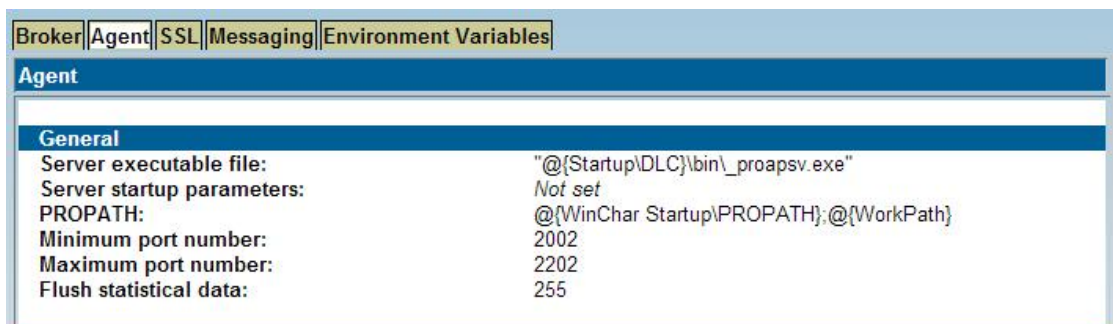 Broker Agent SSL Messaging Environment Variables
Agent
General
Server executable file: "@{Startup\DLC}\bin\_proapsv.exe"
Server startup parameters: Not set
PROPATH: @{WinChar Startup\PROPATH};@{WorkPath}
Minimum port number: 2002
Maximum port number: 2202
Flush statistical data: 255